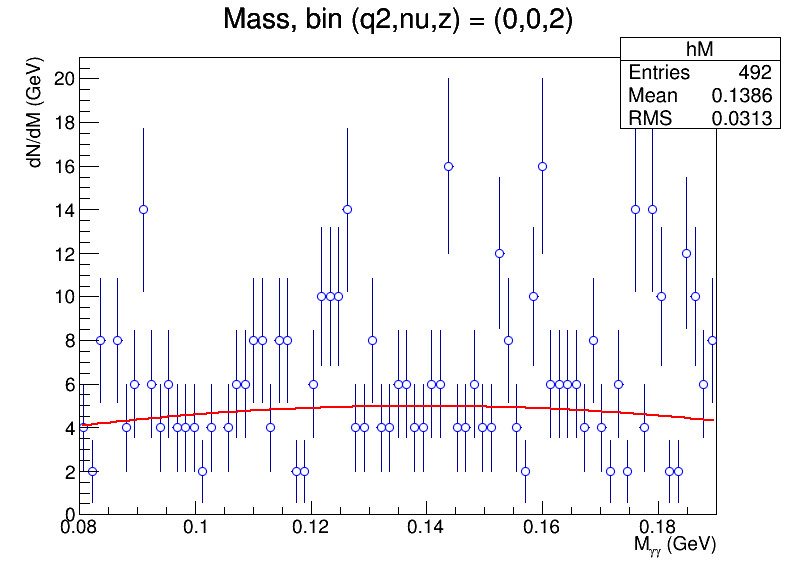 Mass, bin (q2,nu,z) = (0,0,2)
hM
Entries 492
Mean 0.1386
RMS 0.0313
dN/dM (GeV)
20
18
16
14
12
10
8
6
4
2
0
0.08 0.1 0.12 0.14 0.16 0.18
Mγγ (GeV)